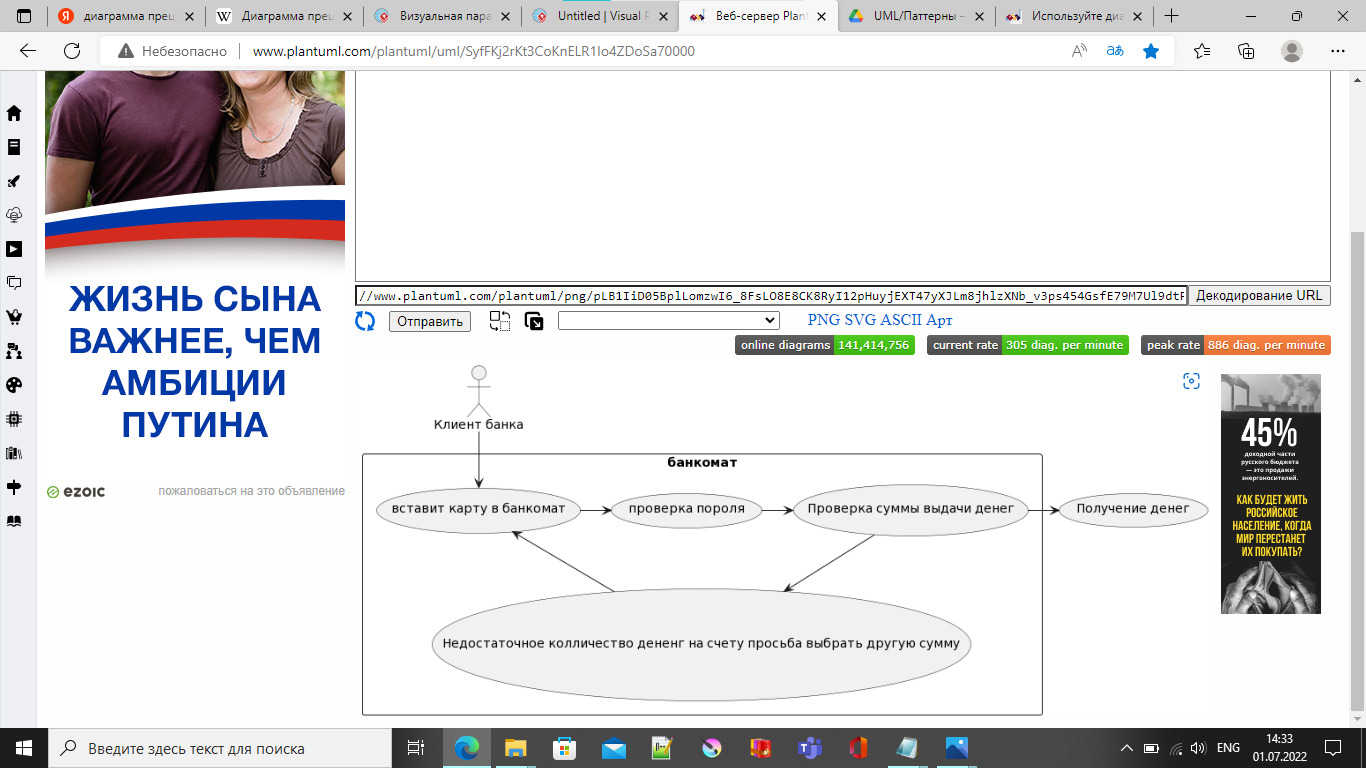 диаграмма прец
Диаграмма прец
Визуальная пара
Untitled | Visual P
Веб-сервер Plant
UML/Паттерны –
Используйте диа
Небезопасно
www.plantuml.com/plantuml/uml/SyfFKj2rKt3CoKnELR1Io4ZDoSa70000
ЖИЗНЬ СЫНА
ВАЖНЕЕ, ЧЕМ
АМБИЦИИ
ПУТИНА
ezoic
пожаловаться на это объявление
//www.plantuml.com/plantuml/png/pLB1IiD05BplLomzwI6_8FsLO8E8CK8RyI12pHuyjEXT47yXJLm8jhlzXNb_v3ps454GsfE79M7Ul9dtF
Декодирование URL
Отправить
PNG SVG ASCII Арт
online diagrams 141,414,756
current rate 305 diag. per minute
peak rate 886 diag. per minute
Клиент банка
банкомат
вставит карту в банкомат
проверка пороля
Проверка суммы выдачи денег
Получение денег
Недостаточное колличество дененг на счету просьба выбрать другую сумму
45%
доходной части
русского бюджета
— это продажи
энергоносителей.
КАК БУДЕТ ЖИТЬ
РОССИЙСКОЕ
НАСЕЛЕНИЕ, КОГДА
МИР ПЕРЕСТАНЕТ
ИХ ПОКУПАТЬ?
Введите здесь текст для поиска
ENG
14:33
01.07.2022